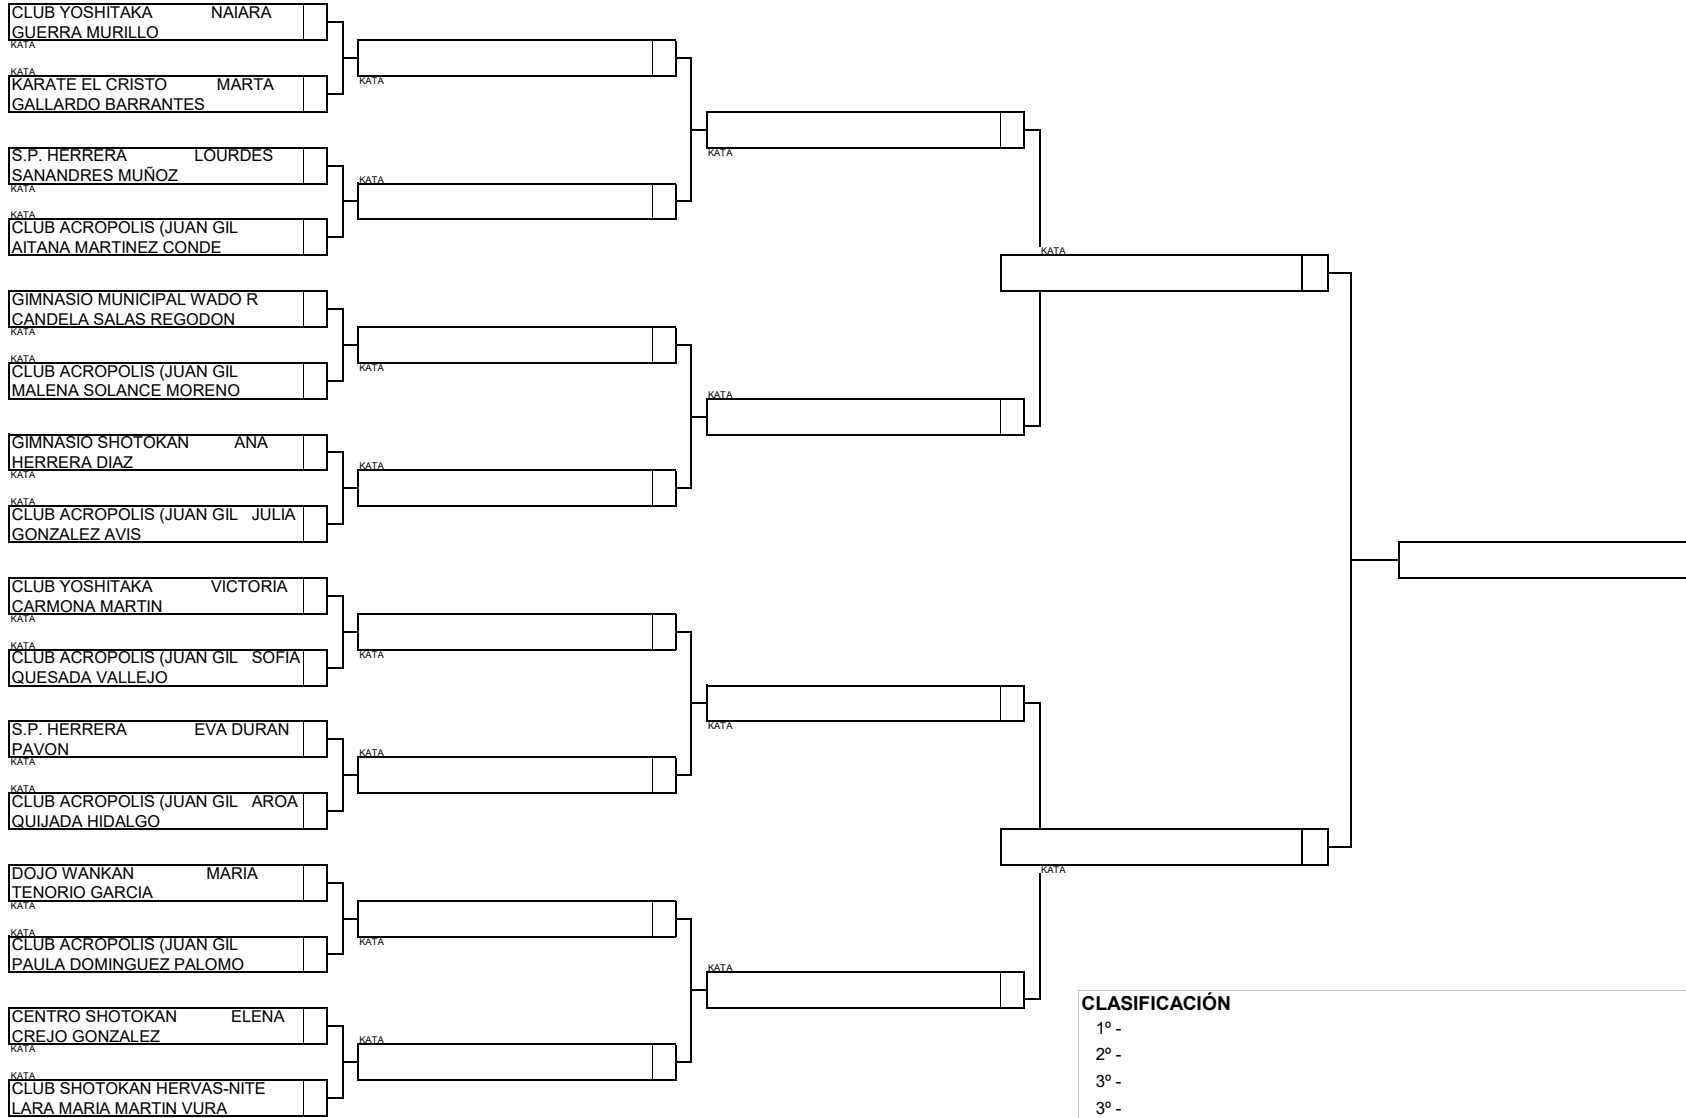 CLUB YOSHITAKA NAIARA
GUERRA MURILLO
KATA
KATA
KATA
KARATE EL CRISTO MARTA
GALLARDO BARRANTES
KATA
S.P. HERRERA LOURDES
SANANDRES MUÑOZ
KATA
KATA
KATA
CLUB ACROPOLIS (JUAN GIL
AITANA MARTINEZ CONDE
KATA
GIMNASIO MUNICIPAL WADO R
CANDELA SALAS REGODON
KATA
KATA
KATA
CLUB ACROPOLIS (JUAN GIL
MALENA SOLANCE MORENO
KATA
GIMNASIO SHOTOKAN ANA
HERRERA DIAZ
KATA
KATA
KATA
CLUB ACROPOLIS (JUAN GIL JULIA
GONZALEZ AVIS
CLUB YOSHITAKA VICTORIA
CARMONA MARTIN
KATA
KATA
KATA
CLUB ACROPOLIS (JUAN GIL SOFIA
QUESADA VALLEJO
KATA
S.P. HERRERA EVA DURAN
PAVON
KATA
KATA
KATA
CLUB ACROPOLIS (JUAN GIL AROA
QUIJADA HIDALGO
KATA
DOJO WANKAN MARIA
TENORIO GARCIA
KATA
KATA
KATA
CLUB ACROPOLIS (JUAN GIL
PAULA DOMINGUEZ PALOMO
KATA
CENTRO SHOTOKAN ELENA
CREJO GONZALEZ
KATA
KATA
KATA
CLUB SHOTOKAN HERVAS-NITE
LARA MARIA MARTIN VURA
CLASIFICACIÓN
1º -
2º -
3º -
3º -